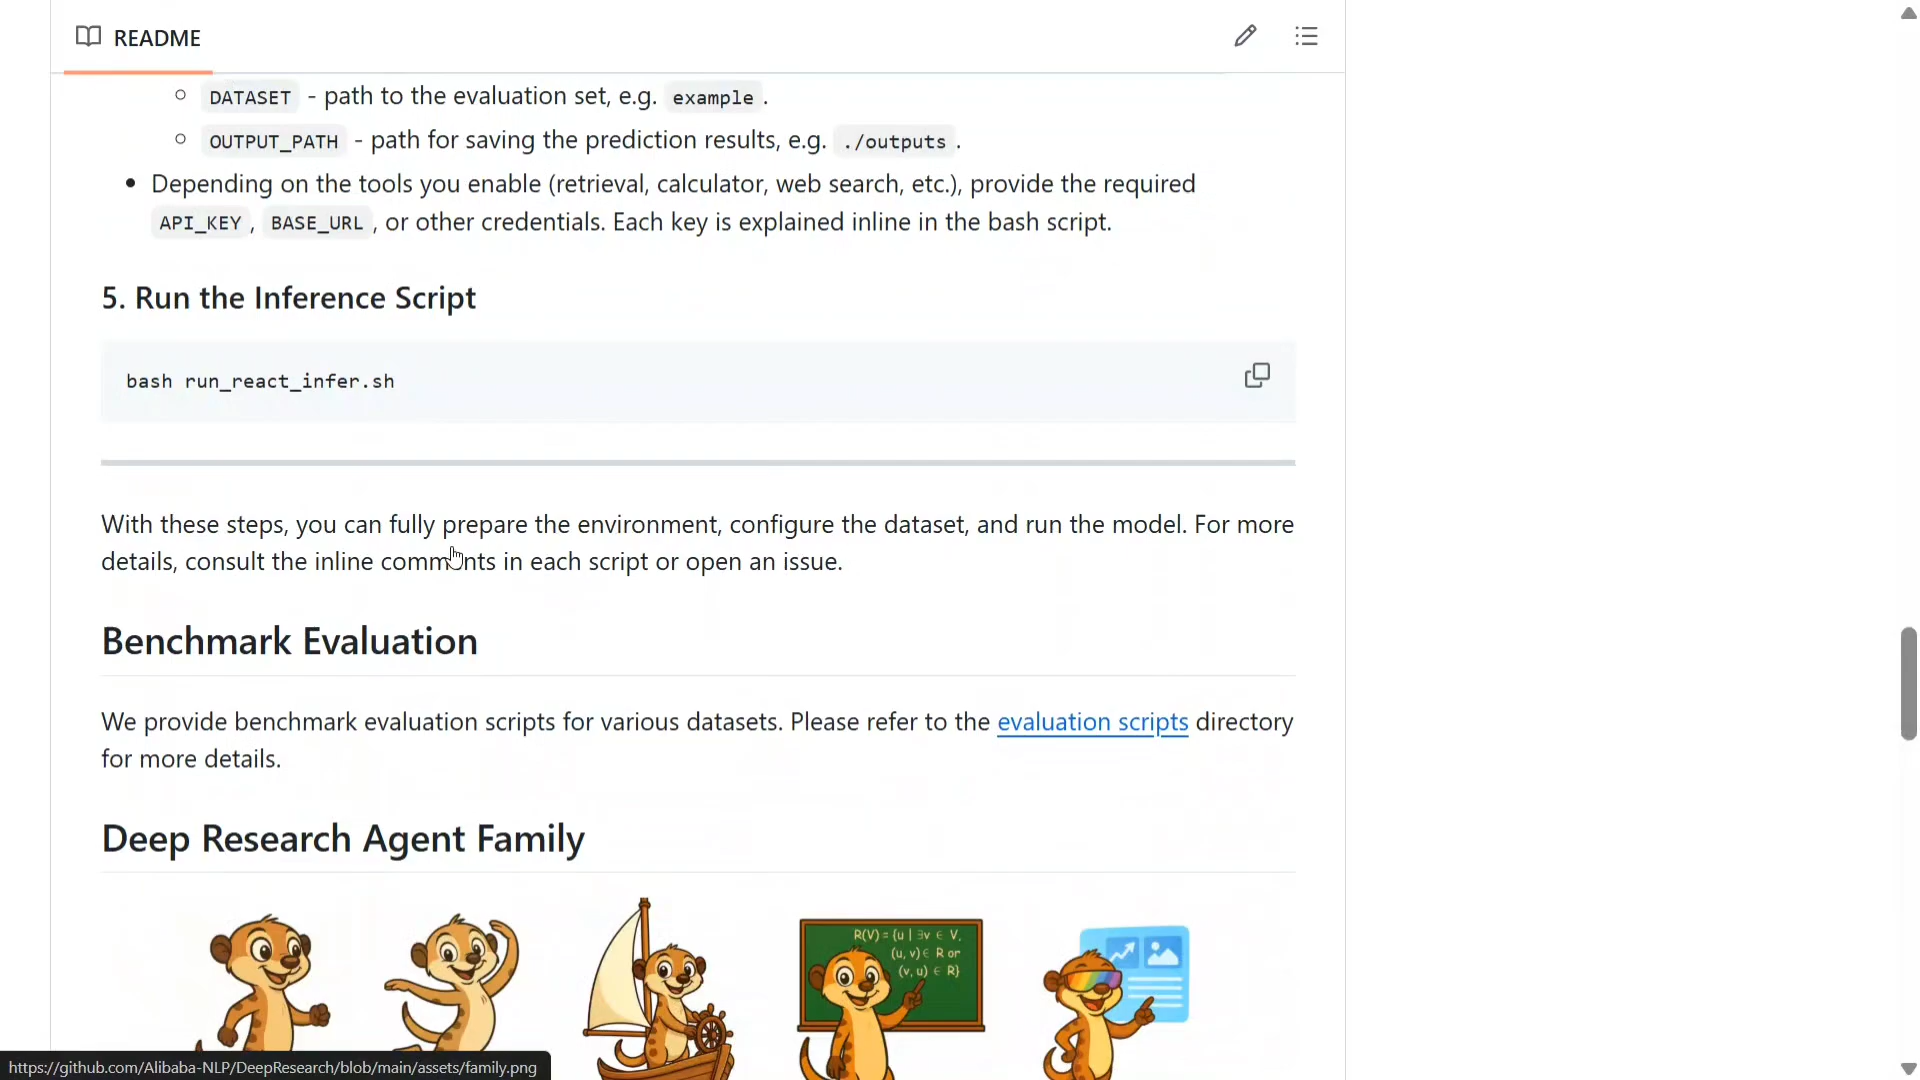 README
DATASET - path to the evaluation set, e.g. example .
OUTPUT_PATH - path for saving the prediction results, e.g. ./outputs .
Depending on the tools you enable (retrieval, calculator, web search, etc.), provide the required
API_KEY , BASE_URL , or other credentials. Each key is explained inline in the bash script.
5. Run the Inference Script
bash run_react_infer.sh
With these steps, you can fully prepare the environment, configure the dataset, and run the model. For more
details, consult the inline comments in each script or open an issue.
Benchmark Evaluation
We provide benchmark evaluation scripts for various datasets. Please refer to the evaluation scripts directory
for more details.
Deep Research Agent Family
R(V) = {u | ∃v ∈ V,
(u, v) ∈ R or
(v, u) ∈ R}
https://github.com/Alibaba-NLP/DeepResearch/blob/main/assets/family.png